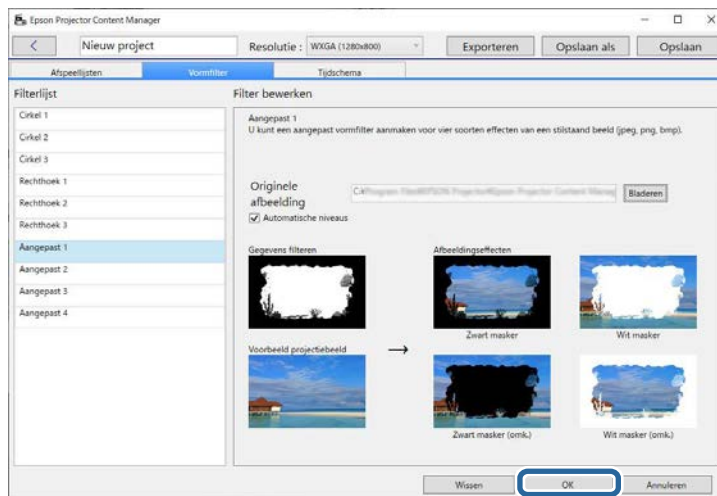 Epson Projector Content Manager
Nieuw project
Resolutie : WXGA (1280x800)
Exporteren
Opslaan als
Opslaan
Afspeellijsten
Vormfilter
Tijdschema
Filterlijst
Cirkel 1
Cirkel 2
Cirkel 3
Rechthoek 1
Rechthoek 2
Rechthoek 3
Aangepast 1
Aangepast 2
Aangepast 3
Aangepast 4
Filter bewerken
Aangepast 1
U kunt een aangepast vormfilter aanmaken voor vier soorten effecten van een stilstaand beeld (jpeg, png, bmp).
Originele
afbeelding
Bladeren
Automatische niveaus
Gegevens filteren
Afbeeldingseffecten
Zwart masker
Wit masker
Voorbeeld projectiebeeld
Zwart masker (omk.)
Wit masker (omk.)
Wissen
OK
Annuleren